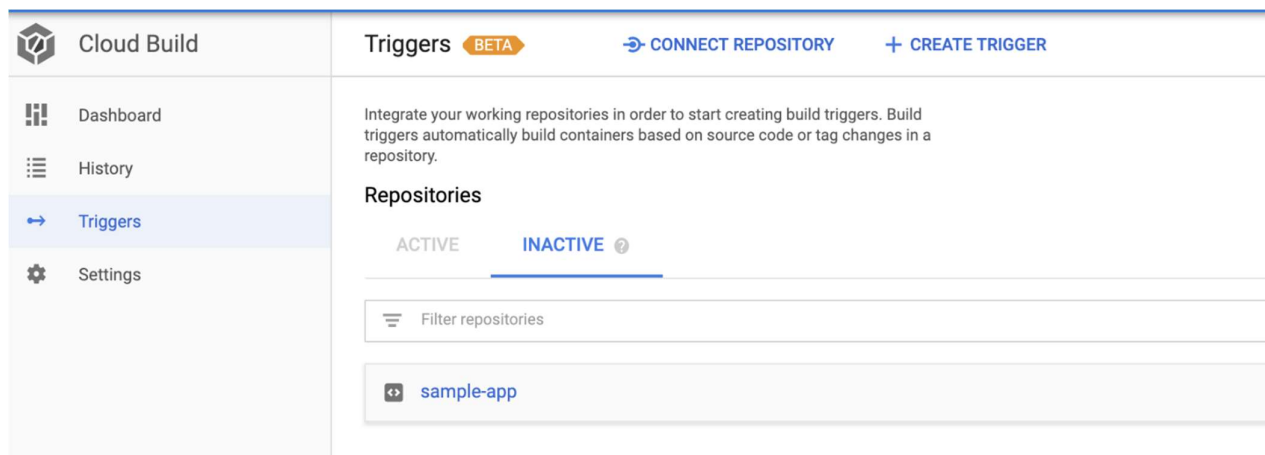 Cloud Build
Triggers BETA CONNECT REPOSITORY + CREATE TRIGGER
Dashboard
History
Triggers
Settings
Integrate your working repositories in order to start creating build triggers. Build
triggers automatically build containers based on source code or tag changes in a
repository.
Repositories
ACTIVE INACTIVE ?
Filter repositories
sample-app